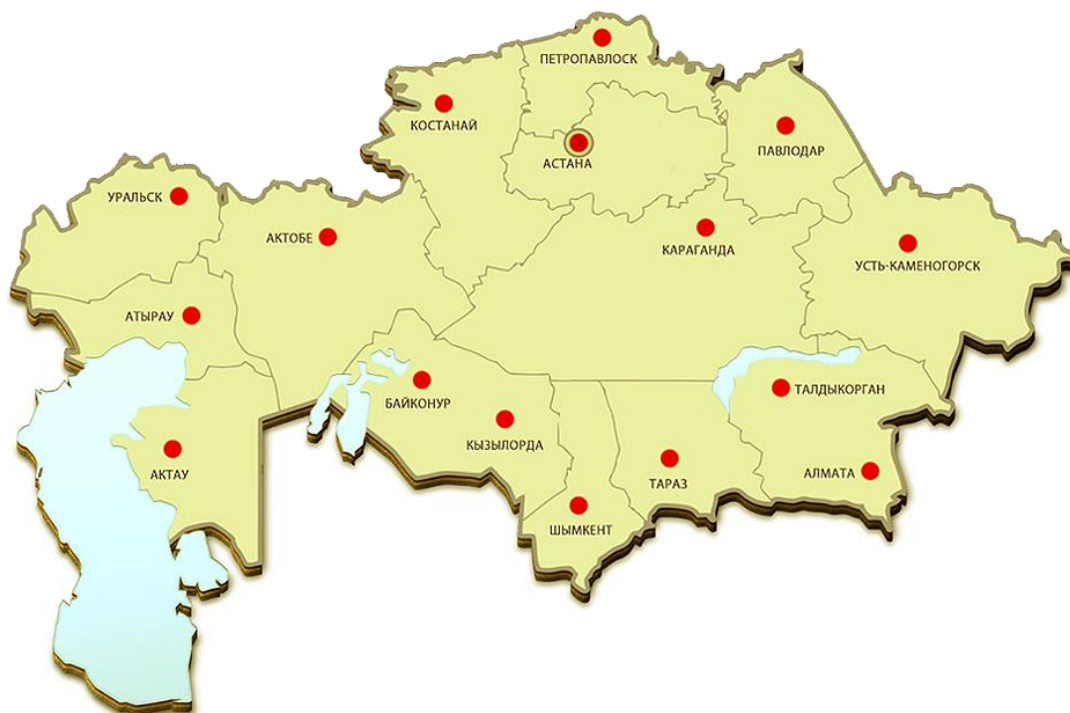 ПЕТРОПАВЛОСК
КОСТАНАЙ
АСТАНА
ПАВЛОДАР
УРАЛЬСК
АКТОБЕ
КАРАГАНДА
УСТЬ-КАМЕНОГОРСК
АТЫРАУ
БАЙКОНУР
ТАЛДЫКОРГАН
КЫЗЫЛОРДА
АКТАУ
ТАРАЗ
АЛМАТА
ШЫМКЕНТ